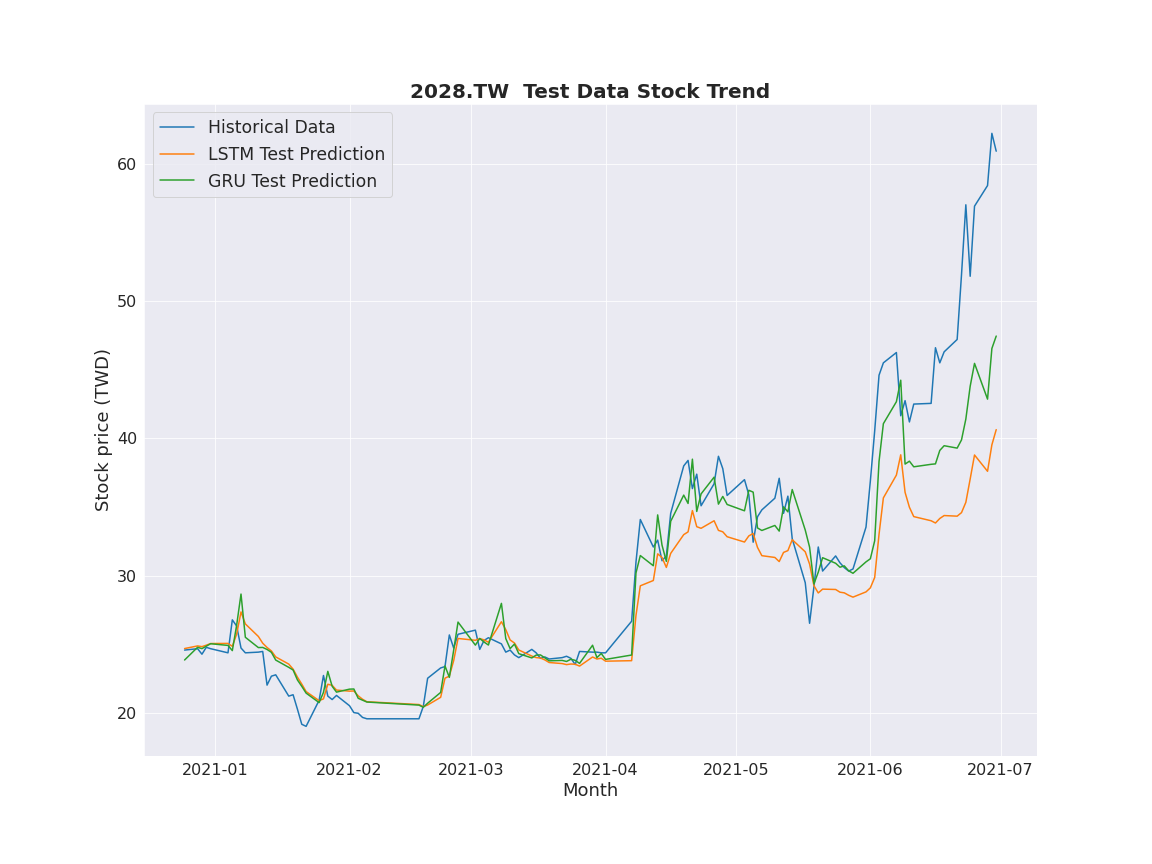 2028.TW  Test Data Stock Trend
Historical Data
LSTM Test Prediction
GRU Test Prediction
Stock price (TWD)
60
50
40
30
20
2021-01 2021-02 2021-03 2021-04 2021-05 2021-06 2021-07
Month